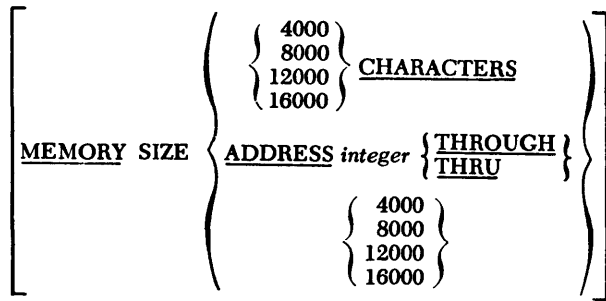 4000
8000
12000
16000
CHARACTERS
MEMORY SIZE
ADDRESS integer
THROUGH
THRU
4000
8000
12000
16000